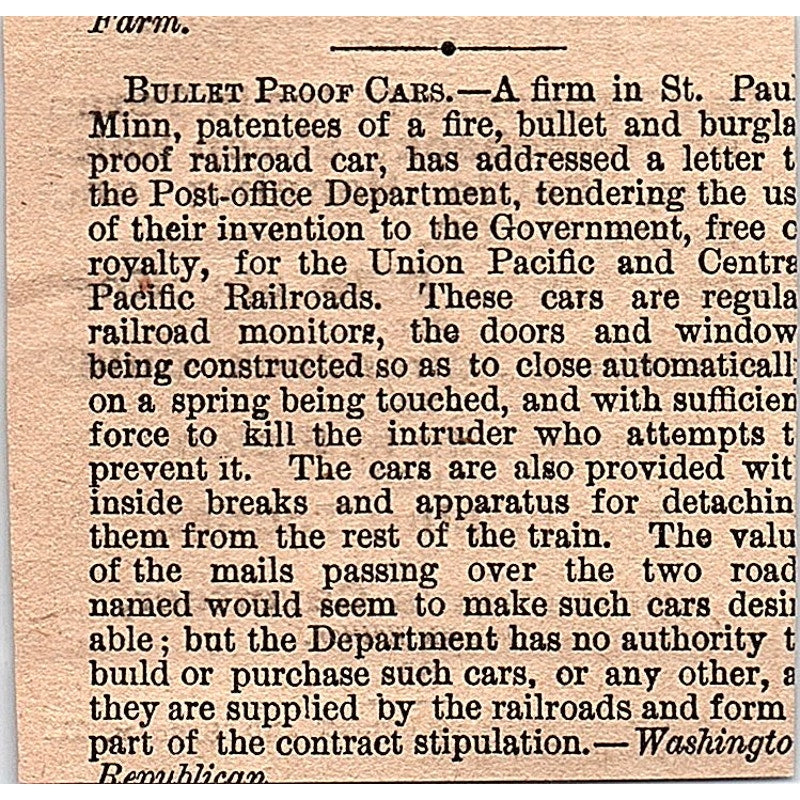 Farm.
BULLET PROOF CARS.—A firm in St. Pau
Minn, patentees of a fire, bullet and burgla
proof railroad car, has addressed a letter t
the Post-office Department, tendering the us
of their invention to the Government, free o
royalty, for the Union Pacific and Centra
Pacific Railroads. These cars are regula
railroad monitors, the doors and window
being constructed so as to close automaticall
on a spring being touched, and with sufficien
force to kill the intruder who attempts t
prevent it. The cars are also provided wit
inside breaks and apparatus for detachin
them from the rest of the train. The valu
of the mails passing over the two road
named would seem to make such cars desir
able; but the Department has no authority t
build or purchase such cars, or any other, a
they are supplied by the railroads and form
part of the contract stipulation.—Washingto
Republican.